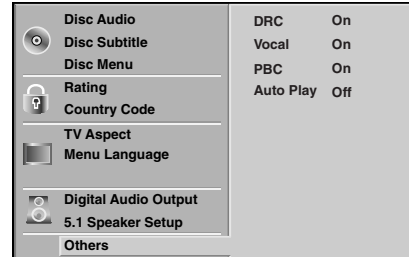 Disc Audio
Disc Subtitle
Disc Menu
Rating
Country Code
TV Aspect
Menu Language
Digital Audio Output
5.1 Speaker Setup
Others
DRC On
Vocal On
PBC On
Auto Play Off